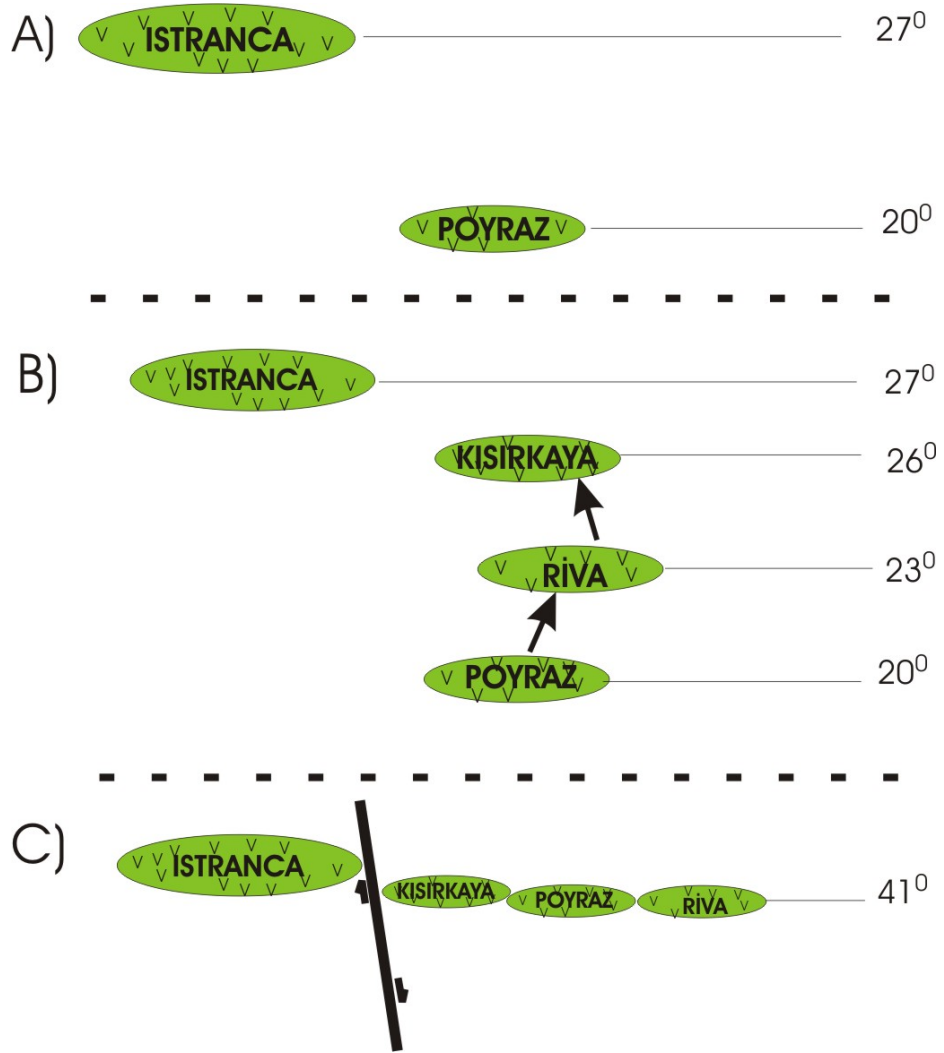 A)
ISTRANCA
27⁰
POYRAZ
20⁰
B)
ISTRANCA
27⁰
KISIRKAYA
26⁰
RİVA
23⁰
POYRAZ
20⁰
C)
ISTRANCA
KISIRKAYA
POYRAZ
RİVA
41⁰